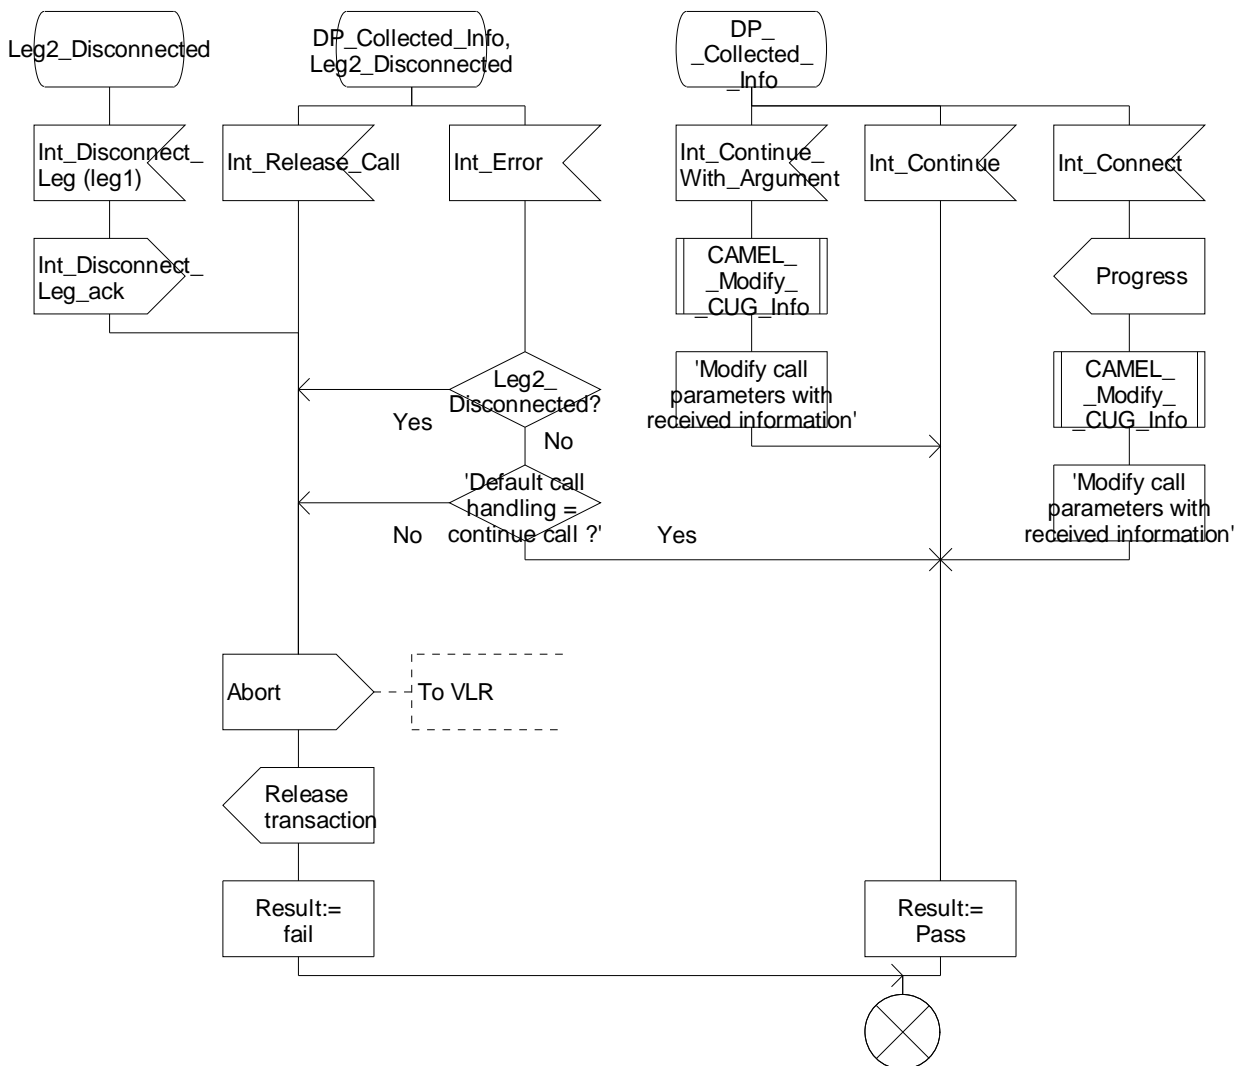 Leg2_Disconnected
DP_Collected_Info,
Leg2_Disconnected
DP_
_Collected_
_Info
Int_Disconnect_
Leg (leg1)
Int_Release_Call
Int_Error
Int_Continue_
With_Argument
Int_Continue
Int_Connect
Int_Disconnect_
Leg_ack
CAMEL_
_Modify_
_CUG_Info
Progress
Leg2_
Disconnected?
Yes
No
'Modify call
parameters with
received information'
CAMEL_
_Modify_
_CUG_Info
'Default call
handling =
continue call ?'
No
Yes
'Modify call
parameters with
received information'
Abort
To VLR
Release
transaction
Result:=
fail
Result:=
Pass